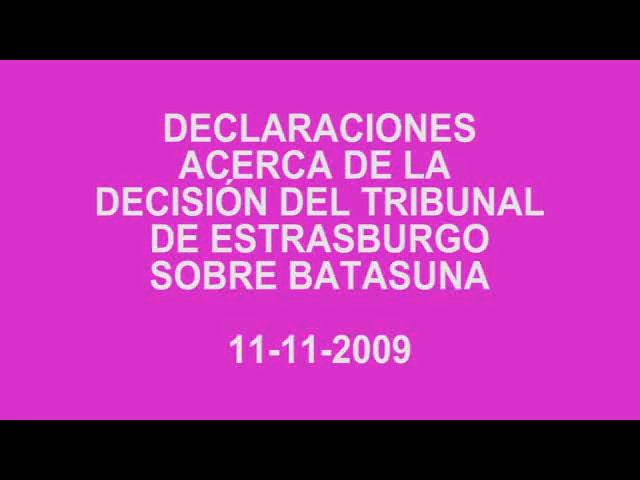 DECLARACIONES
ACERCA DE LA
DECISIÓN DEL TRIBUNAL
DE ESTRASBURGO
SOBRE BATASUNA
11-11-2009